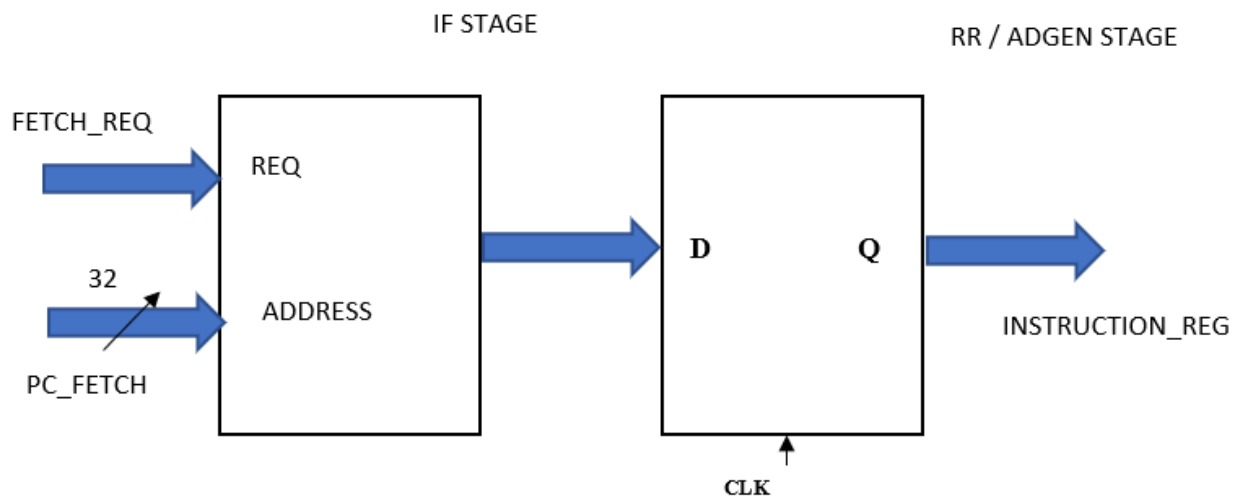 IF STAGE
RR / ADGEN STAGE
FETCH_REQ
REQ
D
Q
32
ADDRESS
INSTRUCTION_REG
PC_FETCH
CLK